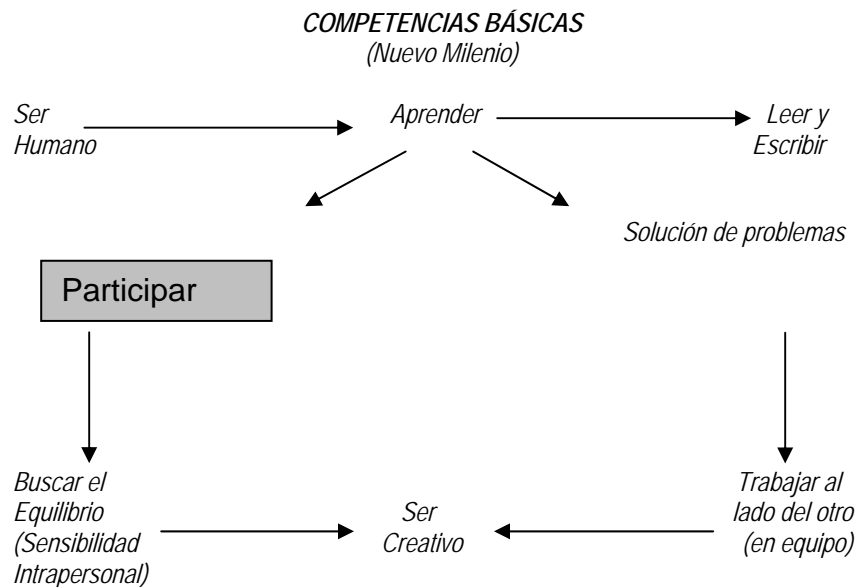 COMPETENCIAS BÁSICAS
(Nuevo Milenio)
Ser
Humano
Aprender
Leer y
Escribir
Solución de problemas
Participar
Buscar el
Equilibrio
(Sensibilidad
Intrapersonal)
Ser
Creativo
Trabajar al
lado del otro
(en equipo)